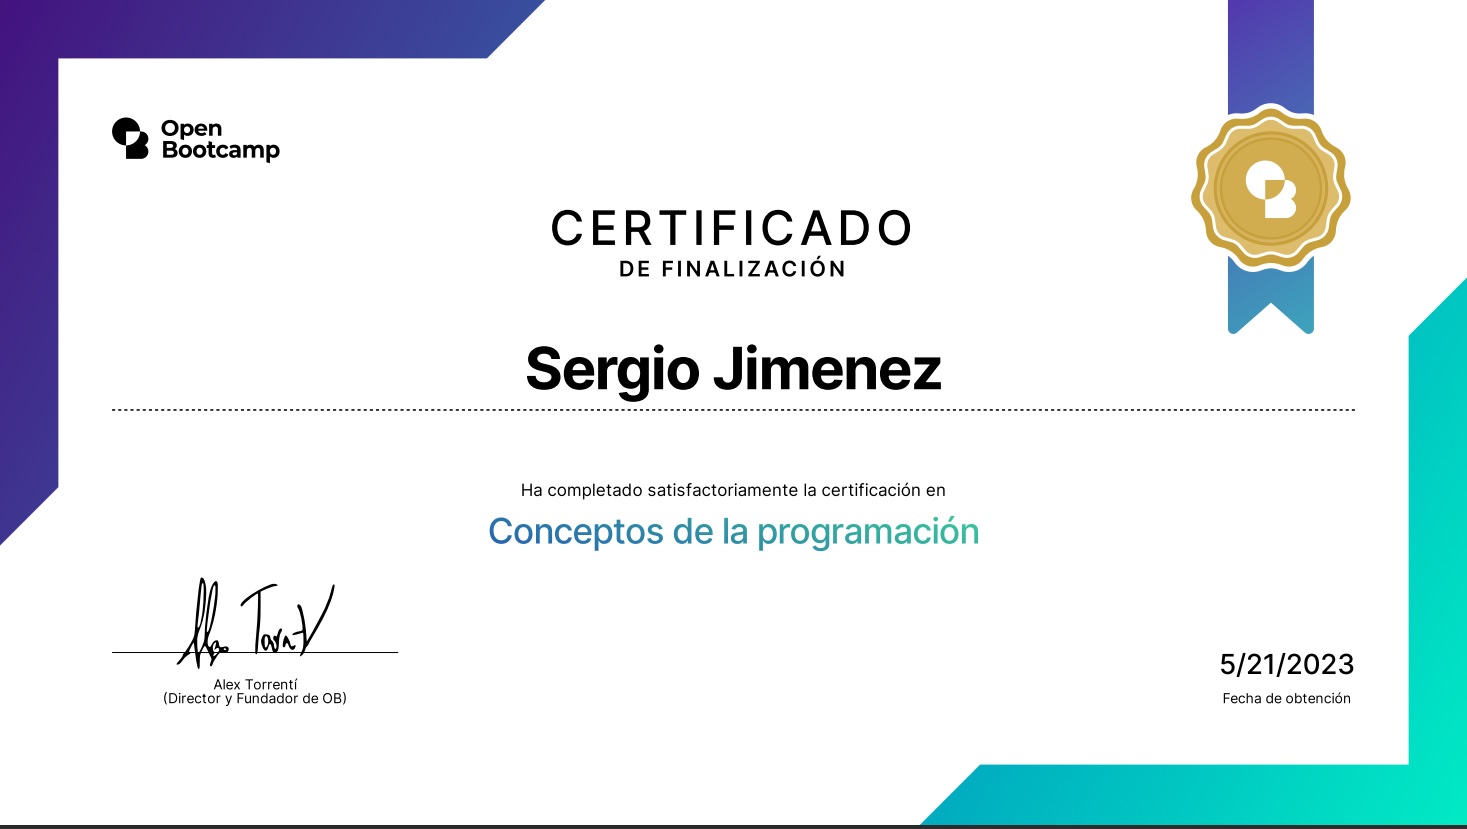 Open
Bootcamp
CERTIFICADO
DE FINALIZACIÓN
Sergio Jimenez
Ha completado satisfactoriamente la certificación en
Conceptos de la programación
Alex Torrentí
(Director y Fundador de OB)
5/21/2023
Fecha de obtención